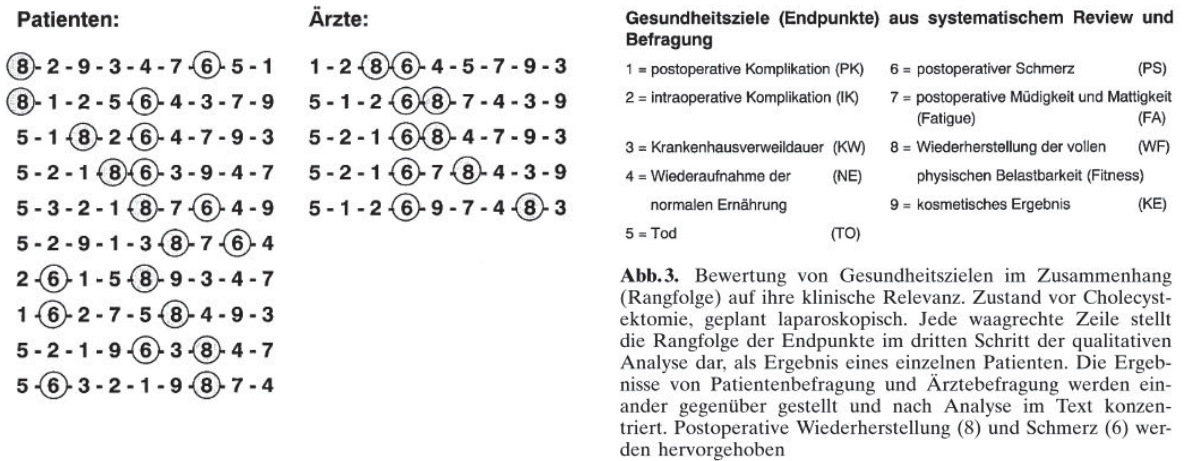 Patienten:
8 - 2 - 9 - 3 - 4 - 7 - 6 - 5 - 1
8 - 1 - 2 - 5 - 6 - 4 - 3 - 7 - 9
5 - 1 - 8 - 2 - 6 - 4 - 7 - 9 - 3
5 - 2 - 1 - 8 - 6 - 3 - 9 - 4 - 7
5 - 3 - 2 - 1 - 8 - 7 - 6 - 4 - 9
5 - 2 - 9 - 1 - 3 - 8 - 7 - 6 - 4
2 - 6 - 1 - 5 - 8 - 9 - 3 - 4 - 7
1 - 6 - 2 - 7 - 5 - 8 - 4 - 9 - 3
5 - 2 - 1 - 9 - 6 - 3 - 8 - 4 - 7
5 - 6 - 3 - 2 - 1 - 9 - 8 - 7 - 4
Ärzte:
1 - 2 - 8 - 6 - 4 - 5 - 7 - 9 - 3
5 - 1 - 2 - 6 - 8 - 7 - 4 - 3 - 9
5 - 2 - 1 - 6 - 8 - 4 - 7 - 9 - 3
5 - 2 - 1 - 6 - 7 - 8 - 4 - 3 - 9
5 - 1 - 2 - 6 - 9 - 7 - 4 - 8 - 3
Gesundheitsziele (Endpunkte) aus systematischem Review und
Befragung
1 = postoperative Komplikation (PK)
2 = intraoperative Komplikation (IK)
3 = Krankenhausverweildauer (KW)
4 = Wiederaufnahme der (NE)
normalen Ernährung
5 = Tod (TO)
6 = postoperativer Schmerz (PS)
7 = postoperative Müdigkeit und Mattigkeit
(Fatigue) (FA)
8 = Wiederherstellung der vollen (WF)
physischen Belastbarkeit (Fitness)
9 = kosmetisches Ergebnis (KE)
Abb. 3. Bewertung von Gesundheitszielen im Zusammenhang
(Rangfolge) auf ihre klinische Relevanz. Zustand vor Cholecyst-
ektomie, geplant laparoskopisch. Jede waagrechte Zeile stellt
die Rangfolge der Endpunkte im dritten Schritt der qualitativen
Analyse dar, als Ergebnis eines einzelnen Patienten. Die Ergeb-
nisse von Patientenbefragung und Ärztebefragung werden ein-
ander gegenüber gestellt und nach Analyse im Text konzen-
triert. Postoperative Wiederherstellung (8) und Schmerz (6) wer-
den hervorgehoben